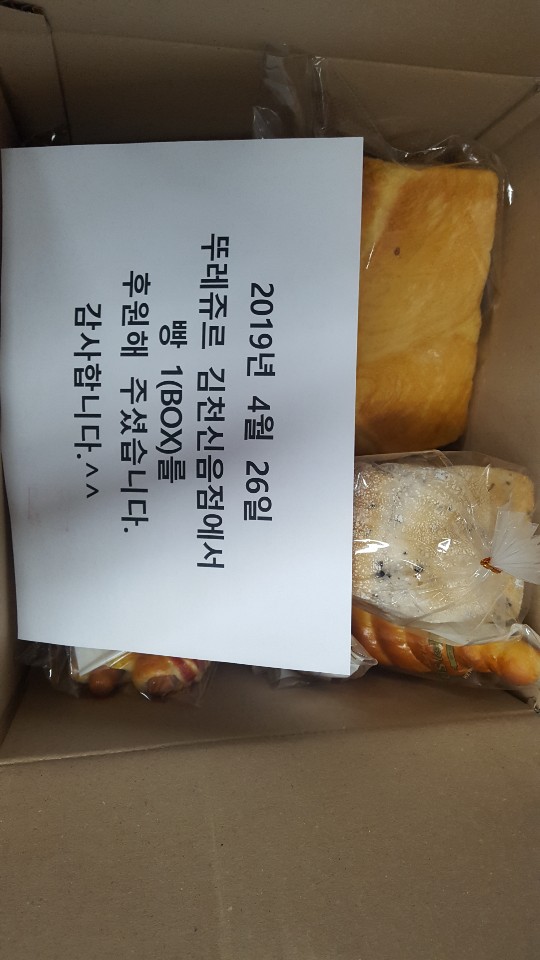 2019년 4월 26일
뚜레쥬르 김천신음점에서
빵 1(BOX)를
후원해 주셨습니다.
감사합니다.^^